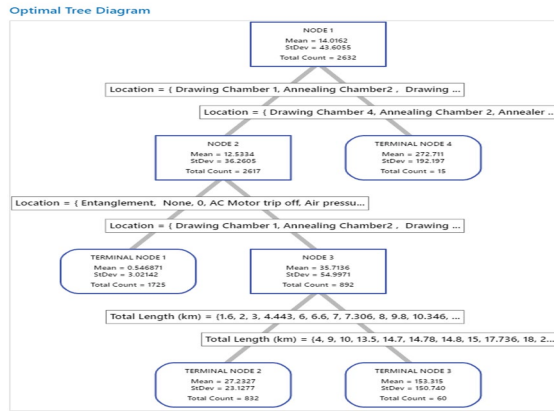 Optimal Tree Diagram
NODE 1
Mean = 14.0162
StDev = 43.6055
Total Count = 2632
Location = { Drawing Chamber 1, Annealing Chamber2 , Drawing ...
Location = { Drawing Chamber 4, Annealing Chamber 2, Annealer ...
NODE 2
Mean = 12.5334
StDev = 36.2605
Total Count = 2617
TERMINAL NODE 4
Mean = 272.711
StDev = 192.197
Total Count = 15
Location = { Entanglement, None, 0, AC Motor trip off, Air pressu...
Location = { Drawing Chamber 1, Annealing Chamber2 , Drawing ...
TERMINAL NODE 1
Mean = 0.546871
StDev = 3.02142
Total Count = 1725
NODE 3
Mean = 35.7136
StDev = 54.9971
Total Count = 892
Total Length (km) = {1.6, 2, 3, 4.443, 6, 6.6, 7, 7.306, 8, 9.8, 10.346, ...
Total Length (km) = {4, 9, 10, 13.5, 14.7, 14.78, 14.8, 15, 17.736, 18, 2...
TERMINAL NODE 2
Mean = 27.2327
StDev = 23.1277
Total Count = 832
TERMINAL NODE 3
Mean = 153.315
StDev = 150.740
Total Count = 60